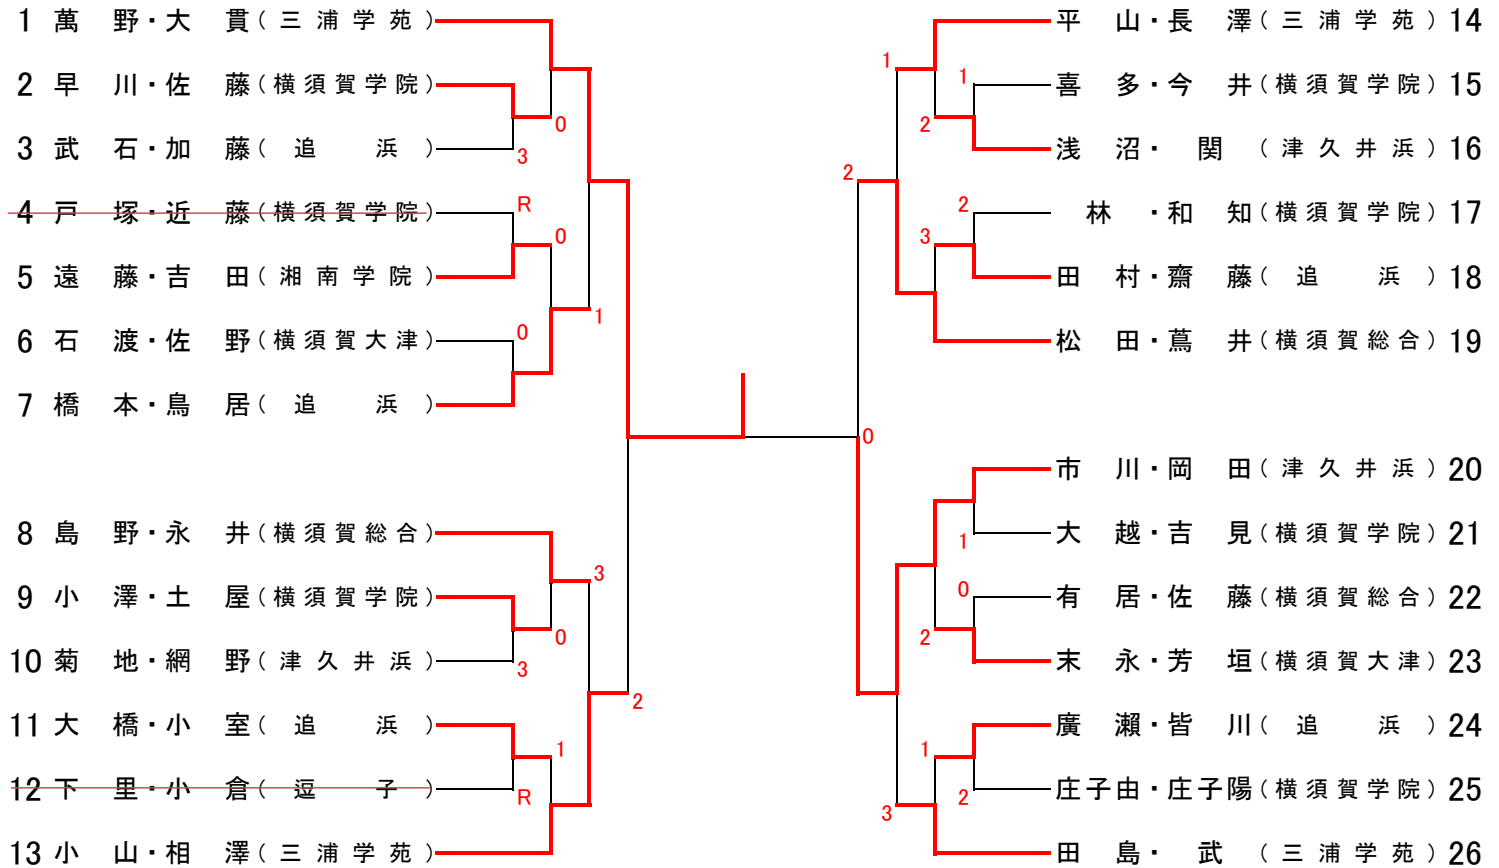 1 萬 野・大 貫(三浦学苑)
2 早 川・佐 藤(横須賀学院)
3 武 石・加 藤(追 浜)
4 戸 塚・近 藤(横須賀学院)
5 遠 藤・吉 田(湘南学院)
6 石 渡・佐 野(横須賀大津)
7 橋 本・鳥 居(追 浜)
8 島 野・永 井(横須賀総合)
9 小 澤・土 屋(横須賀学院)
10 菊 地・網 野(津久井浜)
11 大 橋・小 室(追 浜)
12 下 里・小 倉(逗 子)
13 小 山・相 澤(三浦学苑)
0
3
R
0
0
1
3
0
3
1
R
2
平 山・長 澤(三浦学苑) 14
喜 多・今 井(横須賀学院) 15
浅 沼・関(津久井浜) 16
林・和 知(横須賀学院) 17
田 村・齋 藤(追 浜) 18
松 田・蔦 井(横須賀総合) 19
市 川・岡 田(津久井浜) 20
大 越・吉 見(横須賀学院) 21
有 居・佐 藤(横須賀総合) 22
末 永・芳 垣(横須賀大津) 23
廣 瀬・皆 川(追 浜) 24
庄子由・庄子陽(横須賀学院) 25
田 島・武(三浦学苑) 26
1
1
2
2
2
3
0
1
0
2
1
2
3